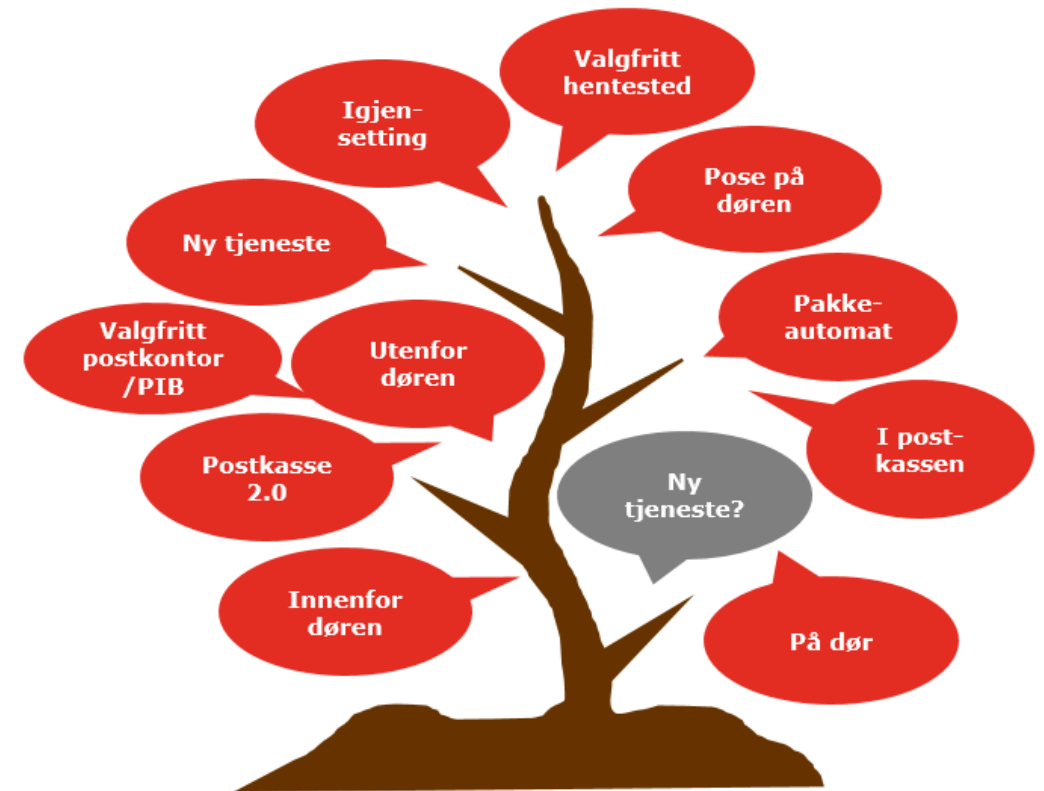 Valgfritt
hentested
Igjen-
setting
Pose på
døren
Ny tjeneste
Pakke-
automat
Valgfritt
postkontor
/PIB
Utenfor
døren
I post-
kassen
Postkasse
2.0
Ny
tjeneste?
Innenfor
døren
På dør